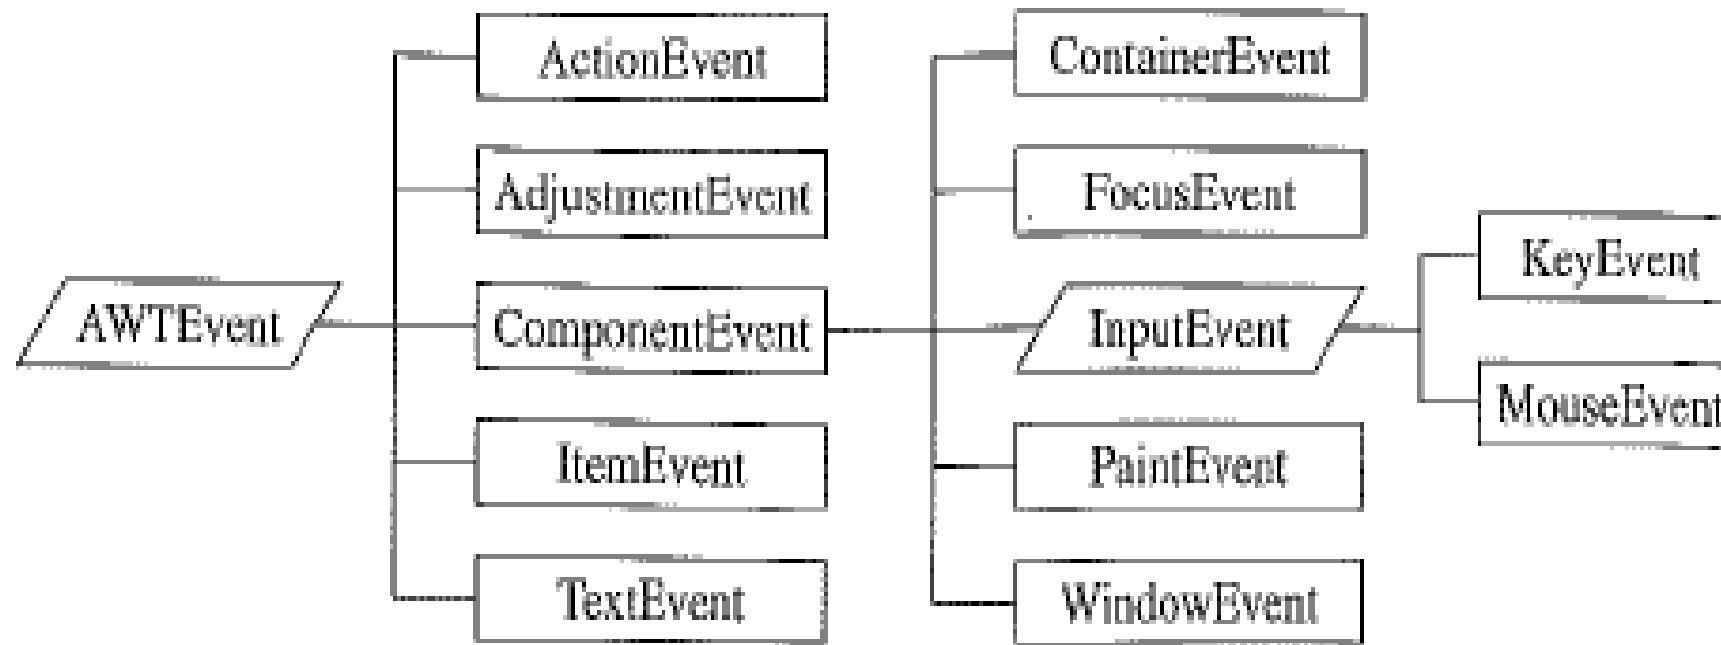 ActionEvent
AdjustmentEvent
AWTEvent
ComponentEvent
ItemEvent
TextEvent
ContainerEvent
FocusEvent
InputEvent
PaintEvent
WindowEvent
KeyEvent
MouseEvent